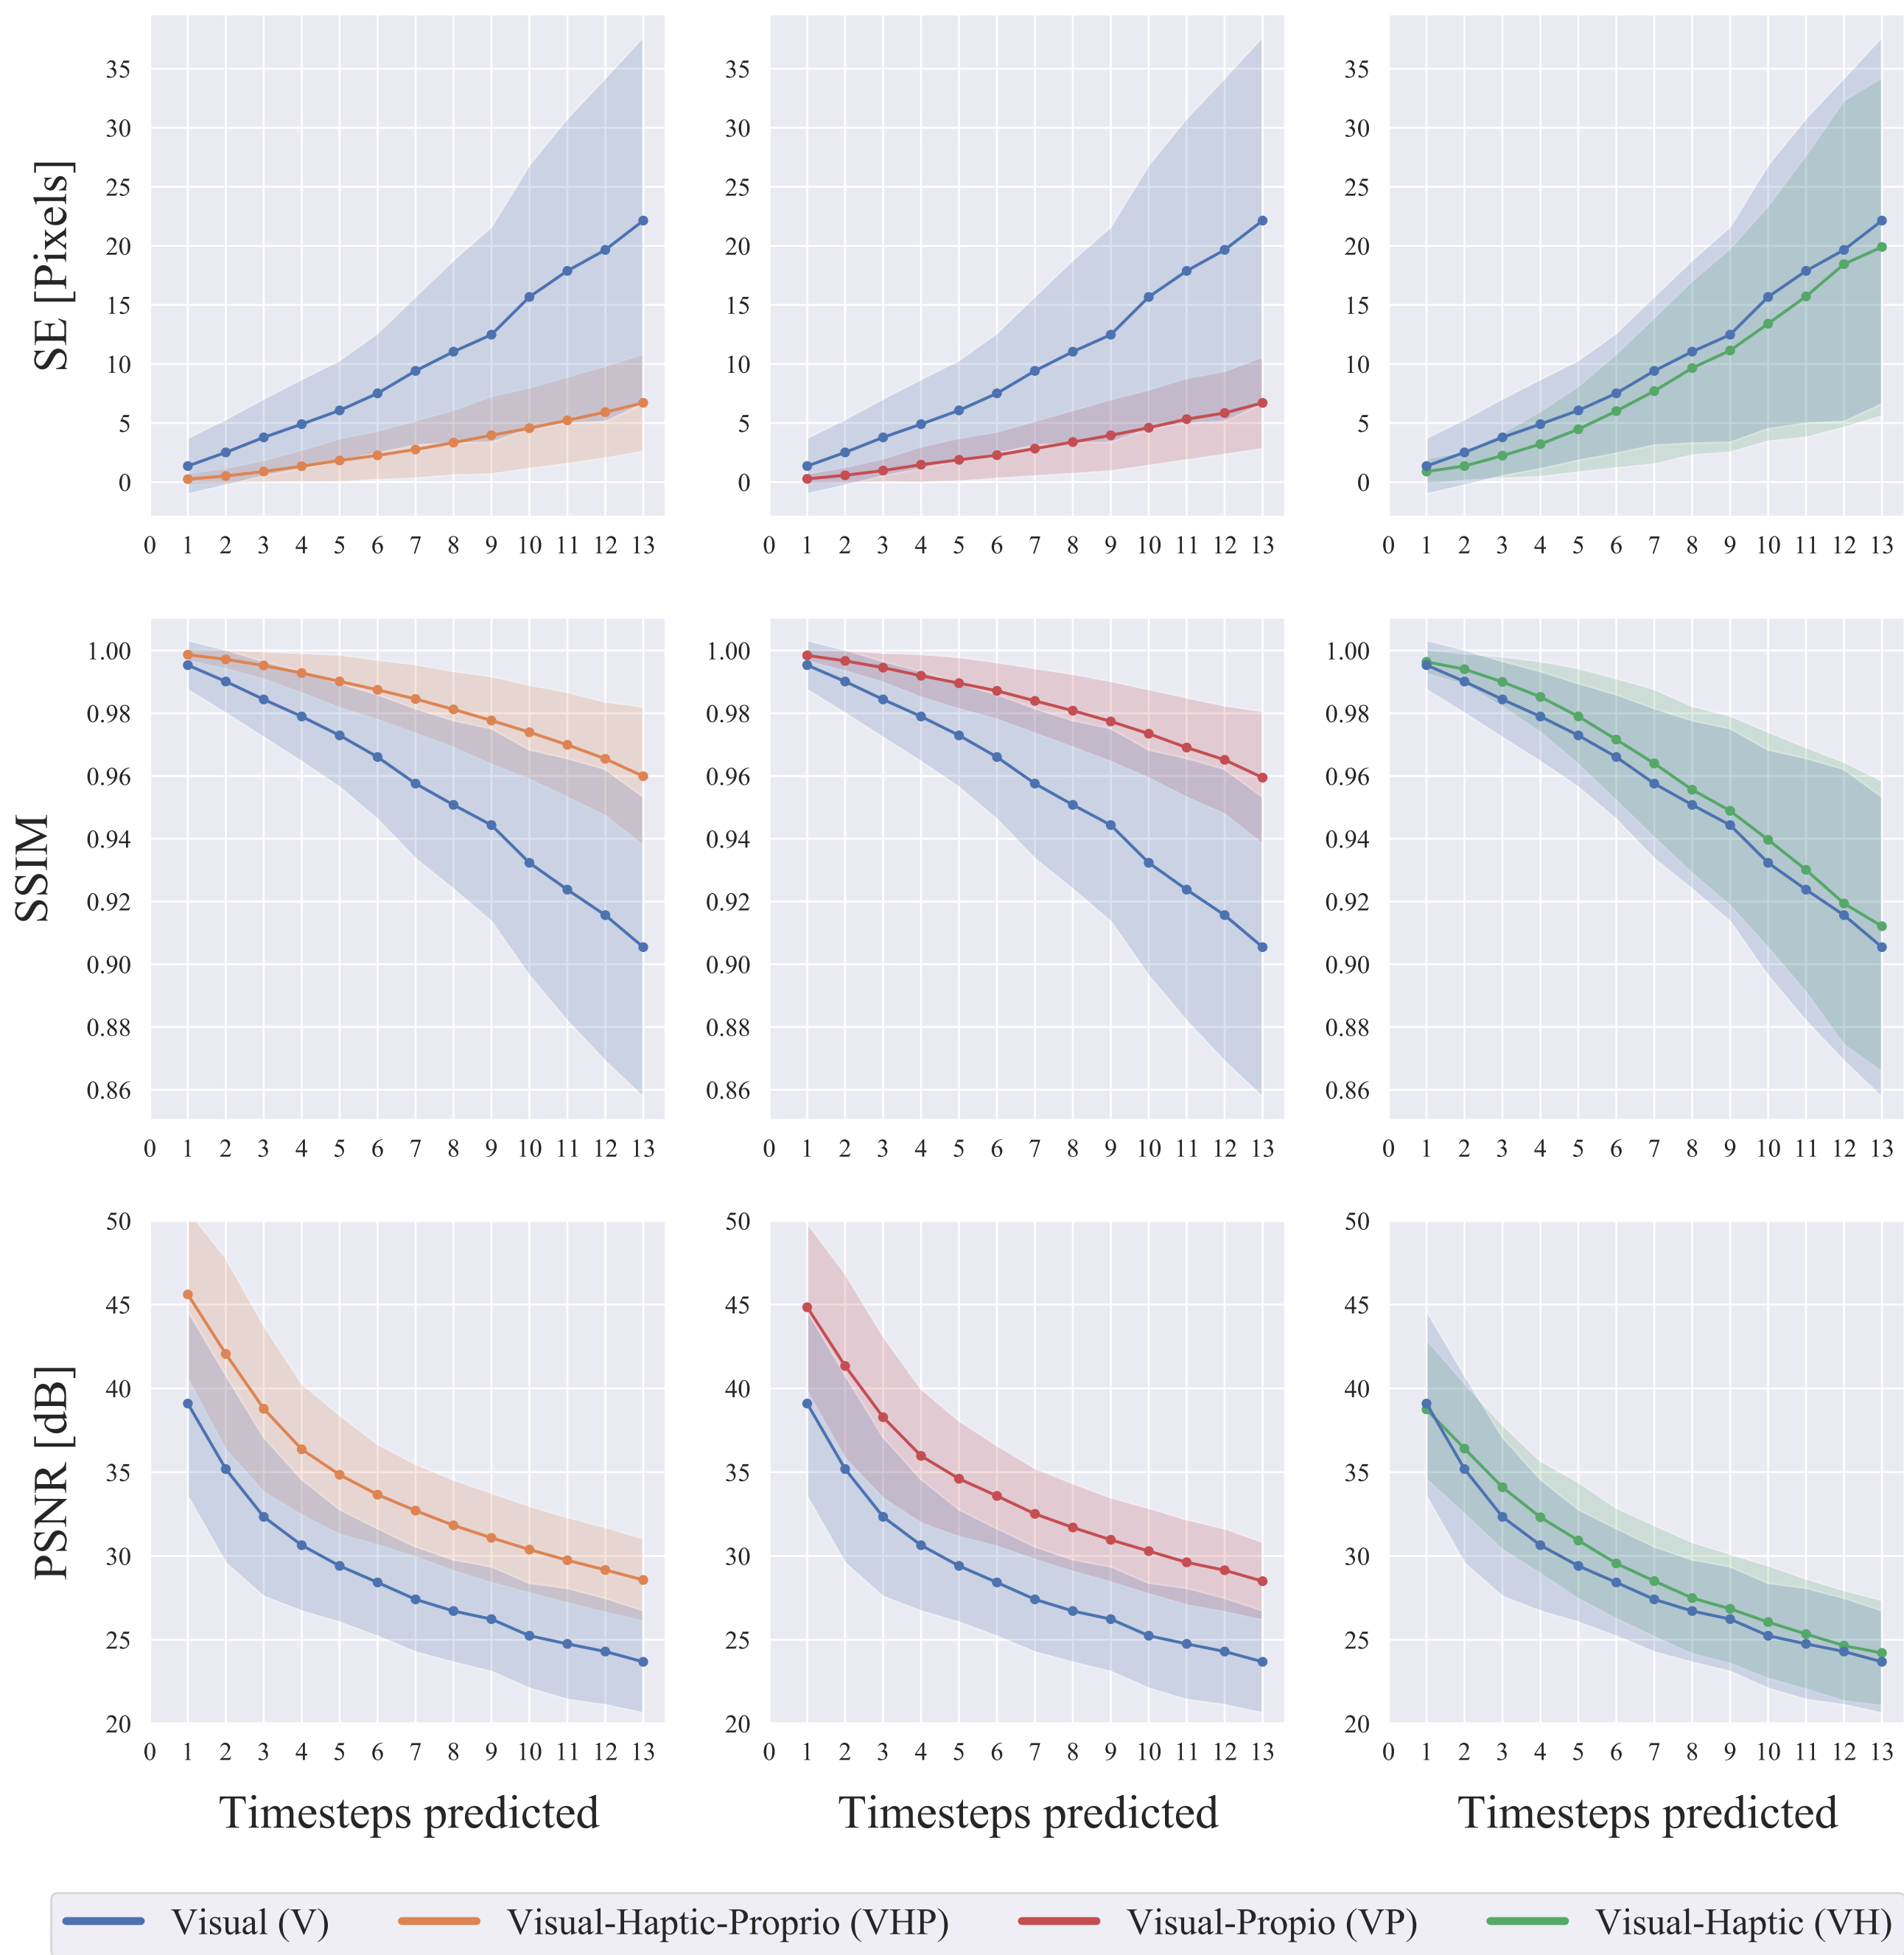 35 35 35
30 30 30
25 25 25
20 20 20
15 15 15
10 10 10
5 5 5
0 0 0
SE [Pixels]
0 1 2 3 4 5 6 7 8 9 10 11 12 13 0 1 2 3 4 5 6 7 8 9 10 11 12 13 0 1 2 3 4 5 6 7 8 9 10 11 12 13
1.00 1.00 1.00
0.98 0.98 0.98
0.96 0.96 0.96
0.94 0.94 0.94
0.92 0.92 0.92
0.90 0.90 0.90
0.88 0.88 0.88
0.86 0.86 0.86
SSIM
0 1 2 3 4 5 6 7 8 9 10 11 12 13 0 1 2 3 4 5 6 7 8 9 10 11 12 13 0 1 2 3 4 5 6 7 8 9 10 11 12 13
50 50 50
45 45 45
40 40 40
35 35 35
30 30 30
25 25 25
20 20 20
PSNR [dB]
0 1 2 3 4 5 6 7 8 9 10 11 12 13 0 1 2 3 4 5 6 7 8 9 10 11 12 13 0 1 2 3 4 5 6 7 8 9 10 11 12 13
Timesteps predicted Timesteps predicted Timesteps predicted
Visual (V) Visual-Haptic-Proprio (VHP) Visual-Propio (VP) Visual-Haptic (VH)